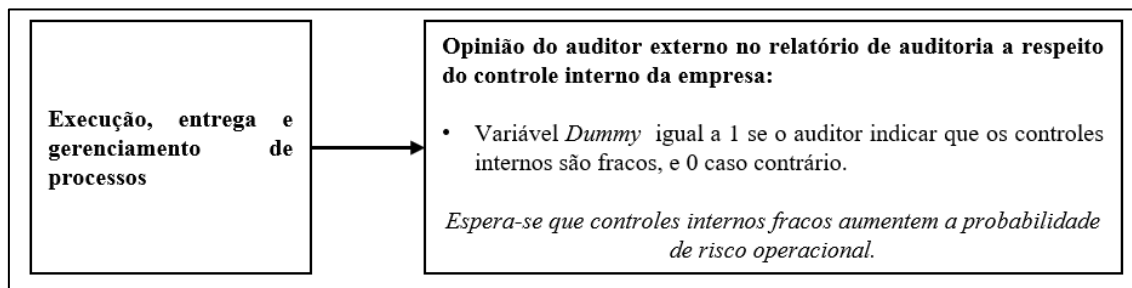 Execução, entrega e
gerenciamento de
processos
Opinião do auditor externo no relatório de auditoria a respeito
do controle interno da empresa:
• Variável Dummy igual a 1 se o auditor indicar que os controles
internos são fracos, e 0 caso contrário.
Espera-se que controles internos fracos aumentem a probabilidade
de risco operacional.